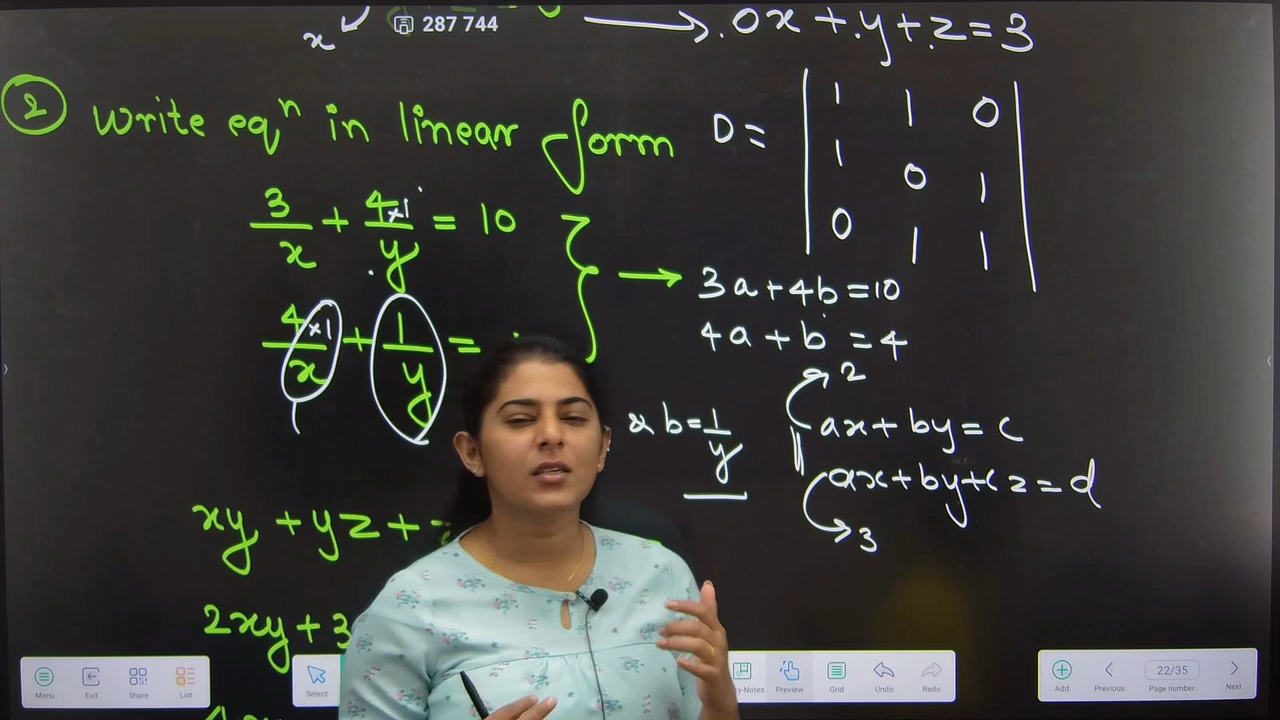 x
287 744
0x + y + z = 3
2 Write eqⁿ in linear form
D = | 1 1 0 |
| 1 0 1 |
| 0 1 1 |
3/x + 4×1/y = 10
4×1/x + 1/y =
3a + 4b = 10
4a + b = 4
2
& b = 1/y
ax + by = c
ax + by + cz = d
3
xy + yz +
2xy + 3
Menu Exit Share List Select Preview Grid Undo Redo Add Previous 22/35 Page number Next